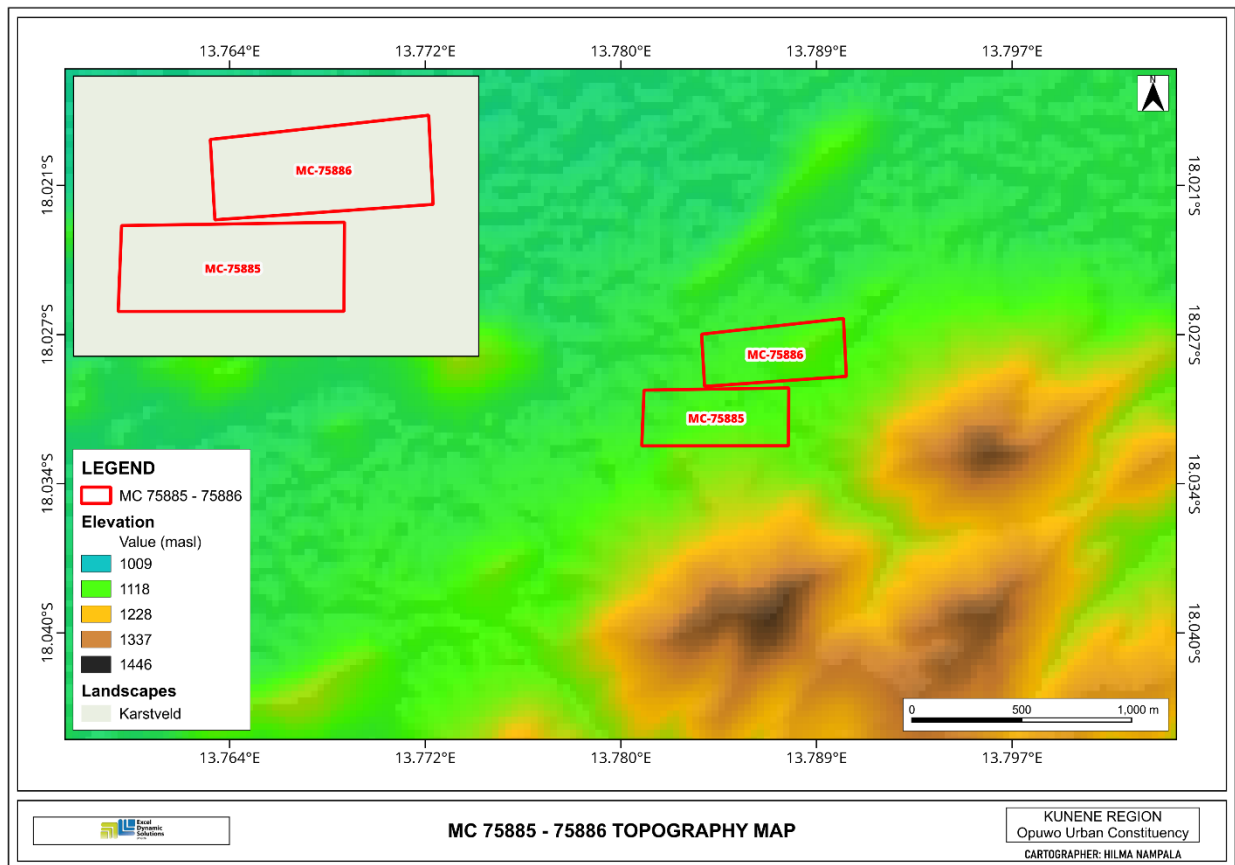 13.764°E 13.772°E 13.780°E 13.789°E 13.797°E
N
MC-75886
MC-75885
18.021°S
18.021°S
18.027°S
18.027°S
MC-75886
MC-75885
18.034°S
18.034°S
18.040°S
18.040°S
LEGEND
MC 75885 - 75886
Elevation
Value (masl)
1009
1118
1228
1337
1446
Landscapes
Karstveld
0 500 1,000 m
13.764°E 13.772°E 13.780°E 13.789°E 13.797°E
Excel
Dynamic
Solutions
MC 75885 - 75886 TOPOGRAPHY MAP
KUNENE REGION
Opuwo Urban Constituency
CARTOGRAPHER: HILMA NAMPALA